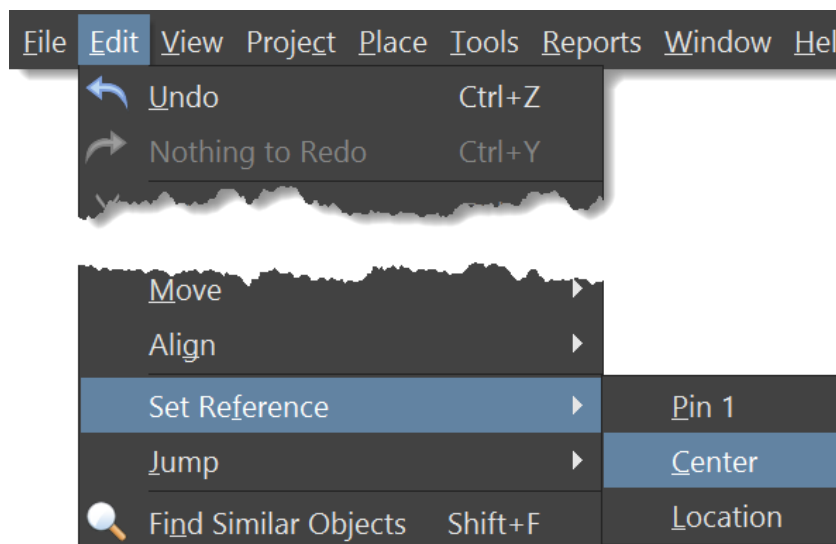 File Edit View Project Place Tools Reports Window Hel
Undo Ctrl+Z
Nothing to Redo Ctrl+Y
Move
Align
Set Reference Pin 1
Jump Center
Find Similar Objects Shift+F Location